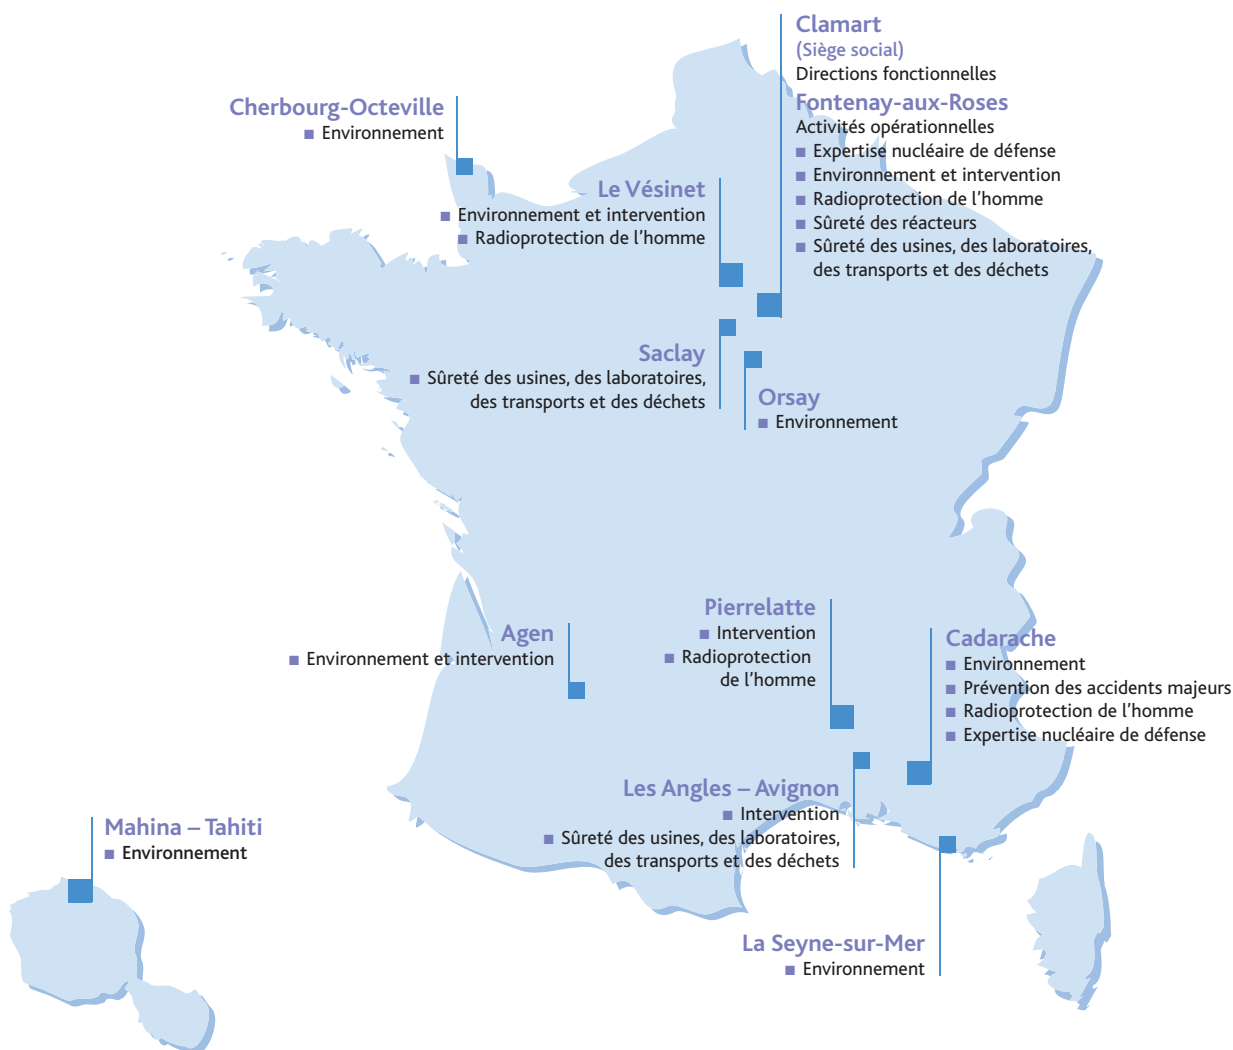 Clamart
(Siège social)
Directions fonctionnelles
Fontenay-aux-Roses
Activités opérationnelles
■ Expertise nucléaire de défense
■ Environnement et intervention
■ Radioprotection de l'homme
■ Sûreté des réacteurs
■ Sûreté des usines, des laboratoires,
des transports et des déchets
Cherbourg-Octeville
■ Environnement
Le Vésinet
■ Environnement et intervention
■ Radioprotection de l'homme
Saclay
■ Sûreté des usines, des laboratoires,
des transports et des déchets
Orsay
■ Environnement
Agen
■ Environnement et intervention
Pierrelatte
■ Intervention
■ Radioprotection
de l'homme
Cadarache
■ Environnement
■ Prévention des accidents majeurs
■ Radioprotection de l'homme
■ Expertise nucléaire de défense
Les Angles – Avignon
■ Intervention
■ Sûreté des usines, des laboratoires,
des transports et des déchets
Mahina – Tahiti
■ Environnement
La Seyne-sur-Mer
■ Environnement